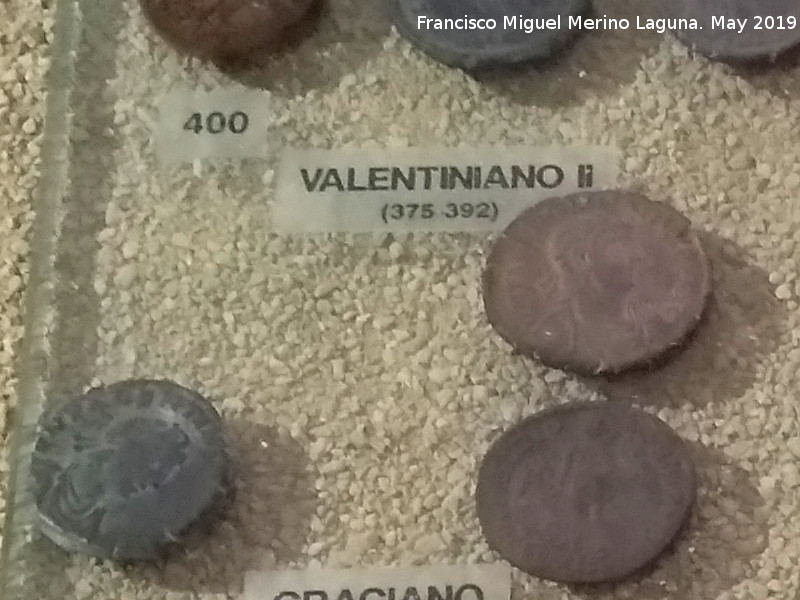 Francisco Miguel Merino Laguna. May 2019
400
VALENTINIANO II
(375 392)
GRACIANO